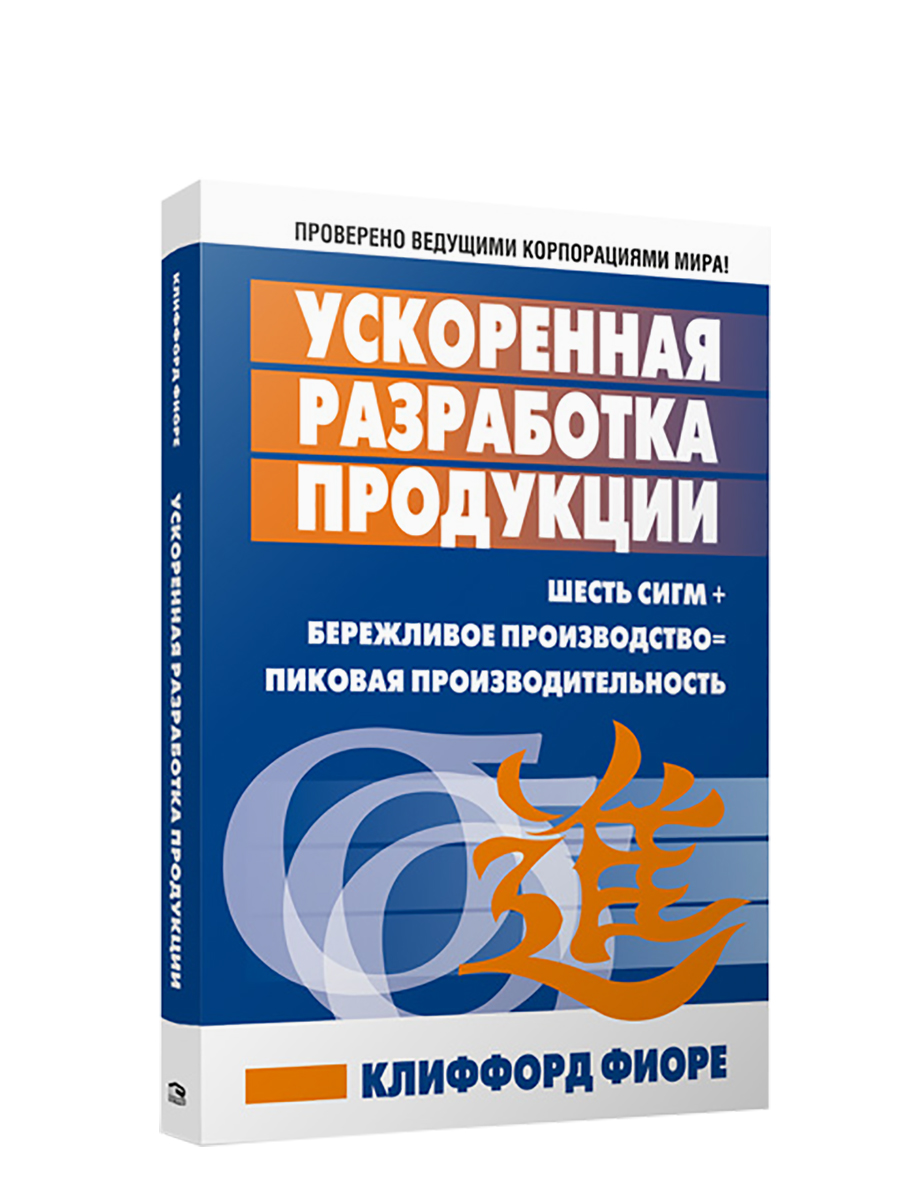 ПРОВЕРЕНО ВЕДУЩИМИ КОРПОРАЦИЯМИ МИРА!
УСКОРЕННАЯ
РАЗРАБОТКА
ПРОДУКЦИИ
ШЕСТЬ СИГМ +
БЕРЕЖЛИВОЕ ПРОИЗВОДСТВО=
ПИКОВАЯ ПРОИЗВОДИТЕЛЬНОСТЬ
σσ
進
КЛИФФОРД ФИОРЕ
КЛИФФОРД ФИОРЕ УСКОРЕННАЯ РАЗРАБОТКА ПРОДУКЦИИ